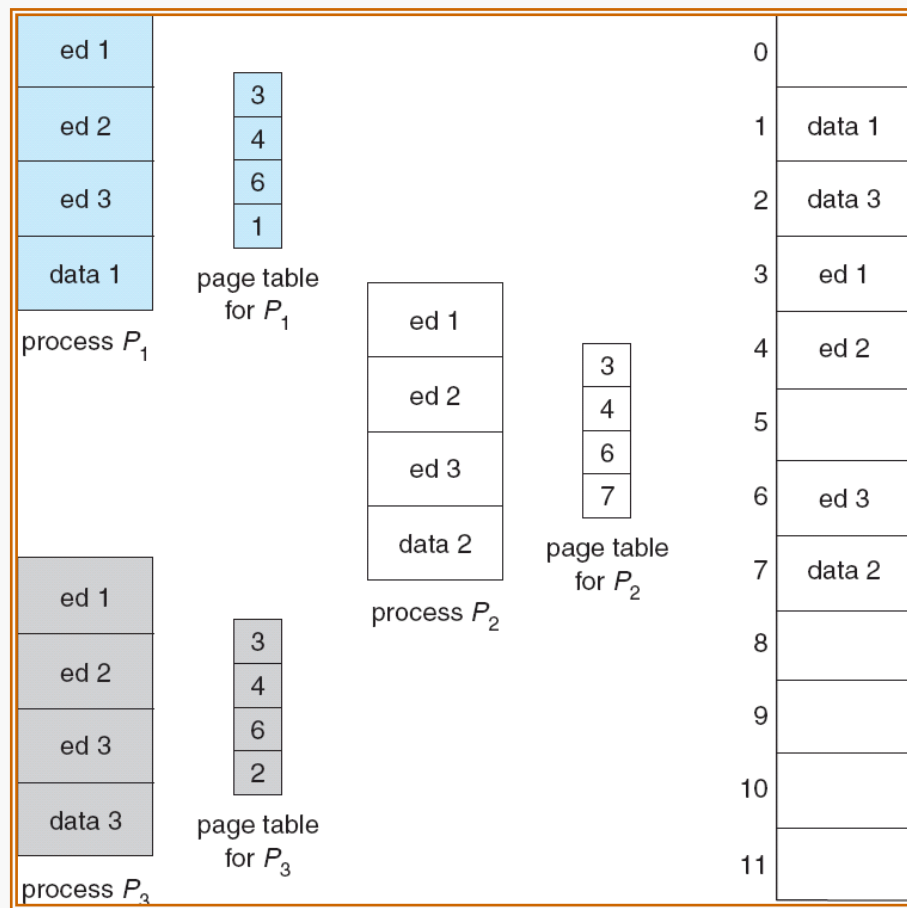 ed 1
ed 2
ed 3
data 1
process P1
3
4
6
1
page table
for P1
ed 1
ed 2
ed 3
data 2
process P2
3
4
6
7
page table
for P2
ed 1
ed 2
ed 3
data 3
process P3
3
4
6
2
page table
for P3
0
1 data 1
2 data 3
3 ed 1
4 ed 2
5
6 ed 3
7 data 2
8
9
10
11